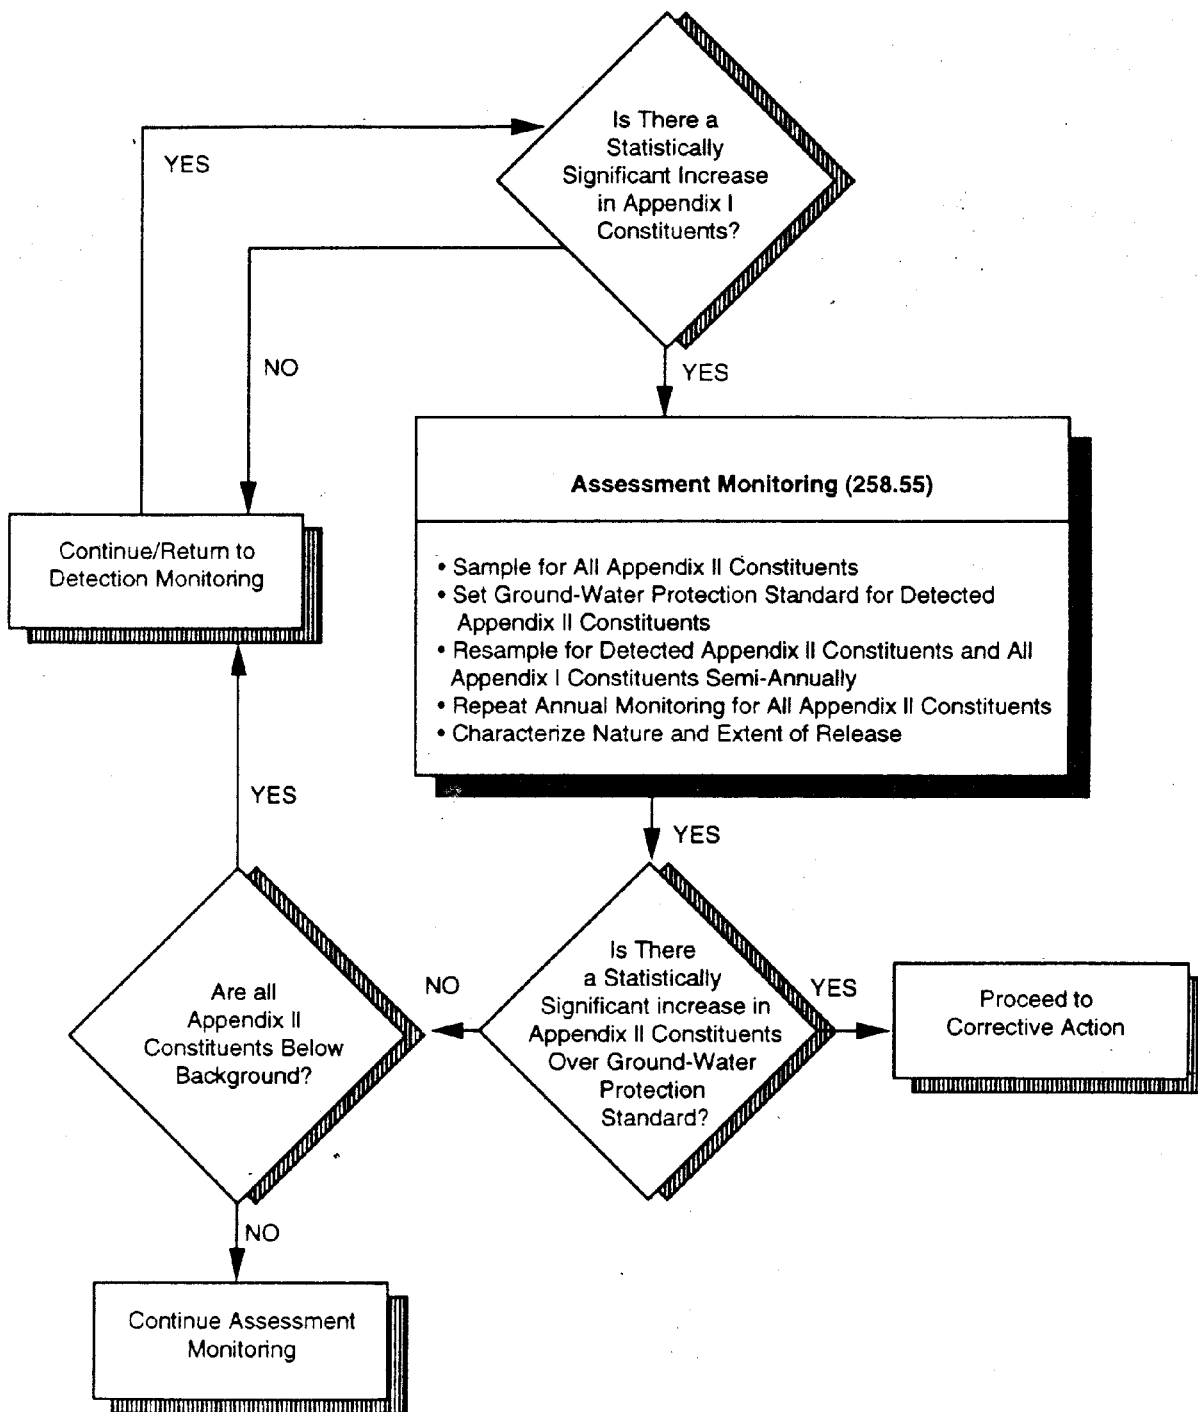 Is There a
Statistically
Significant Increase
in Appendix I
Constituents?
YES
NO
YES
Assessment Monitoring (258.55)
• Sample for All Appendix II Constituents
• Set Ground-Water Protection Standard for Detected
Appendix II Constituents
• Resample for Detected Appendix II Constituents and All
Appendix I Constituents Semi-Annually
• Repeat Annual Monitoring for All Appendix II Constituents
• Characterize Nature and Extent of Release
Continue/Return to
Detection Monitoring
YES
YES
Is There
a Statistically
Significant increase in
Appendix II Constituents
Over Ground-Water
Protection
Standard?
NO
YES
Are all
Appendix II
Constituents Below
Background?
Proceed to
Corrective Action
NO
Continue Assessment
Monitoring